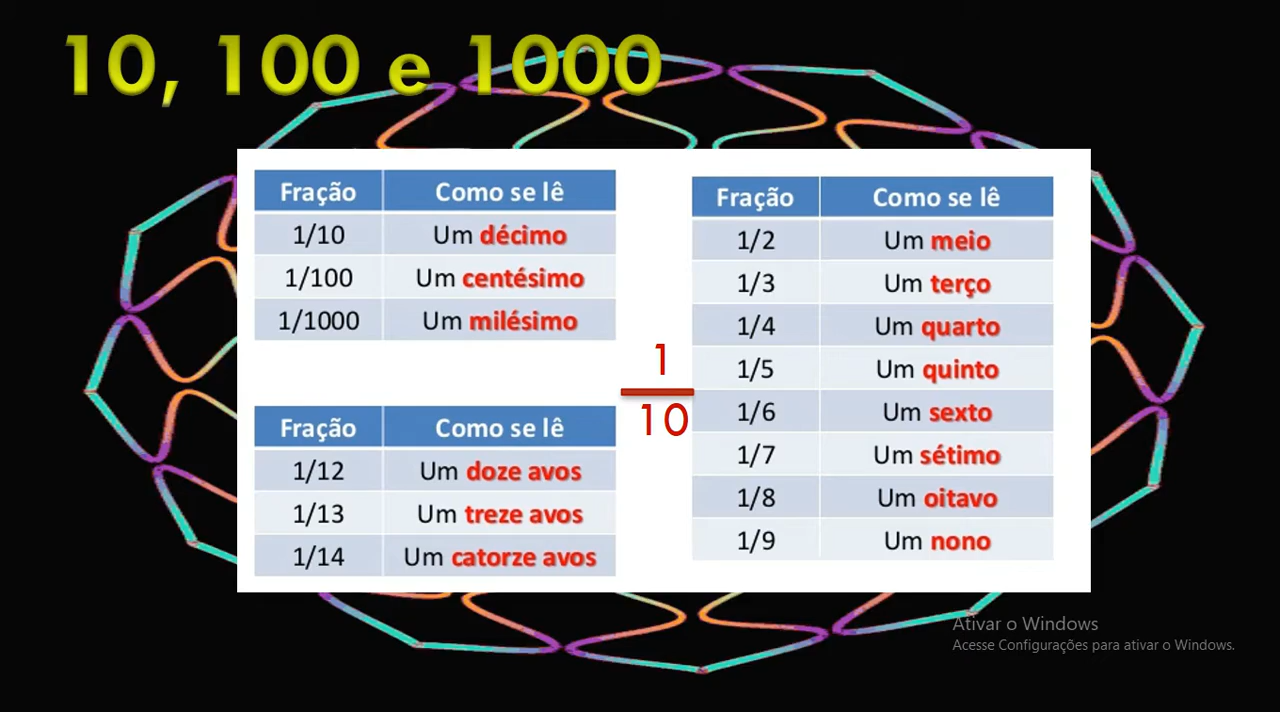 10, 100 e 1000
Fração Como se lê
1/10 Um décimo
1/100 Um centésimo
1/1000 Um milésimo
Fração Como se lê
1/12 Um doze avos
1/13 Um treze avos
1/14 Um catorze avos
1
10
Fração Como se lê
1/2 Um meio
1/3 Um terço
1/4 Um quarto
1/5 Um quinto
1/6 Um sexto
1/7 Um sétimo
1/8 Um oitavo
1/9 Um nono
Ativar o Windows
Acesse Configurações para ativar o Windows.